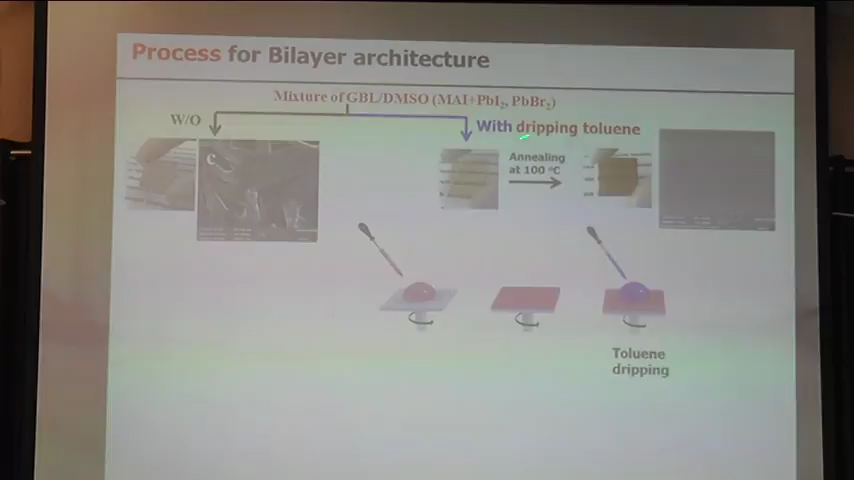 Process for Bilayer architecture
Mixture of GBL/DMSO (MAI+PbI2, PbBr2)
W/O
With dripping toluene
Annealing
at 100 °C
C
Toluene
dripping